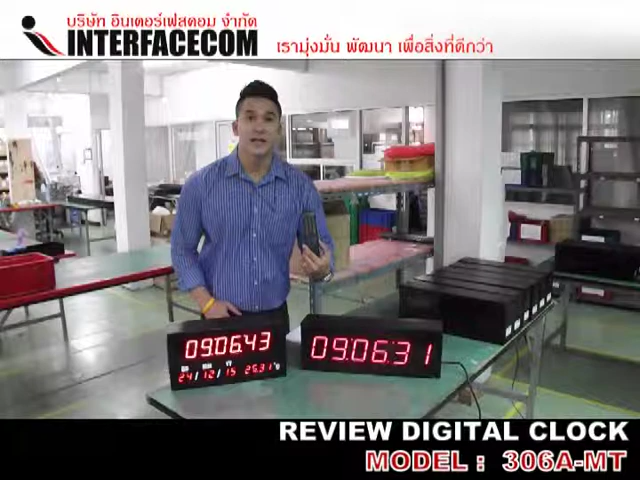 บริษัท อินเตอร์เฟสคอม จำกัด
INTERFACECOM
เรามุ่งมั่น พัฒนา เพื่อสิ่งที่ดีกว่า
09.06.43
09.06.31
24/12/15
REVIEW DIGITAL CLOCK
MODEL : 306A-MT